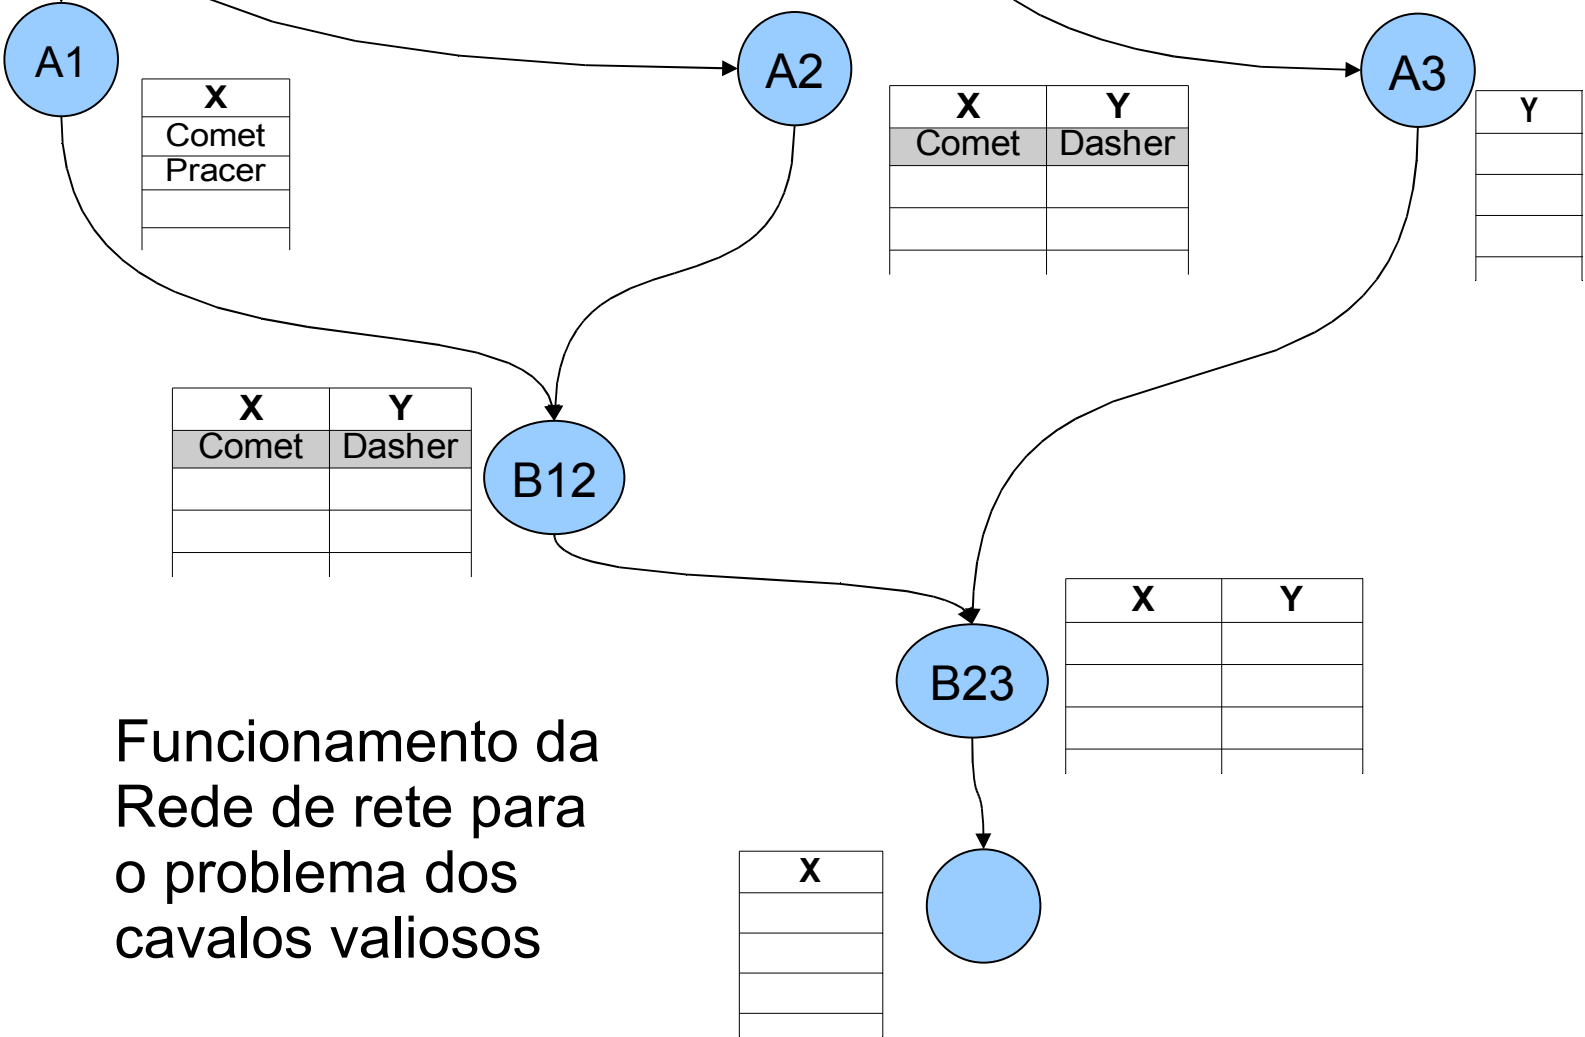 A1
A2
A3
X
Comet
Pracer
X Y
Comet Dasher
Y
X Y
Comet Dasher
B12
B23
X Y
Funcionamento da
Rede de rete para
o problema dos
cavalos valiosos
X